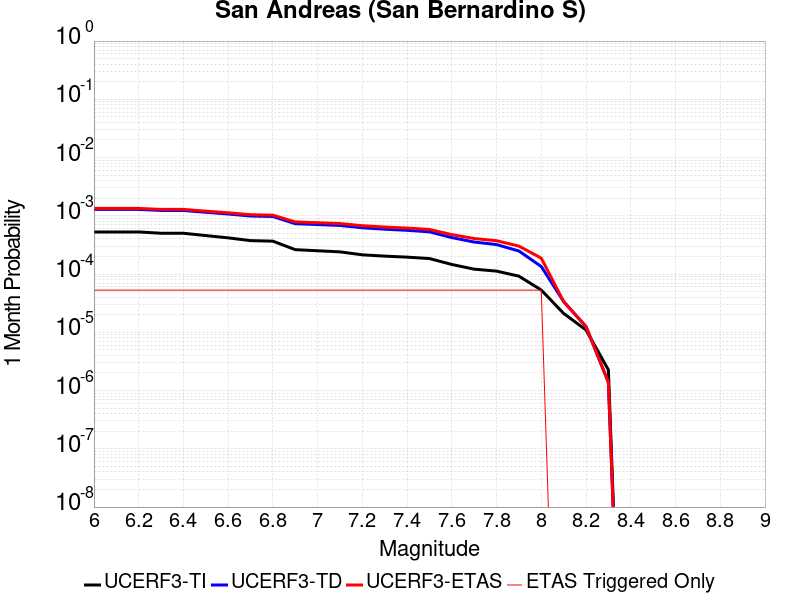 San Andreas (San Bernardino S)
10^0
10^-1
10^-2
10^-3
10^-4
10^-5
10^-6
10^-7
10^-8
1 Month Probability
6 6.2 6.4 6.6 6.8 7 7.2 7.4 7.6 7.8 8 8.2 8.4 8.6 8.8 9
Magnitude
UCERF3-TI UCERF3-TD UCERF3-ETAS ETAS Triggered Only